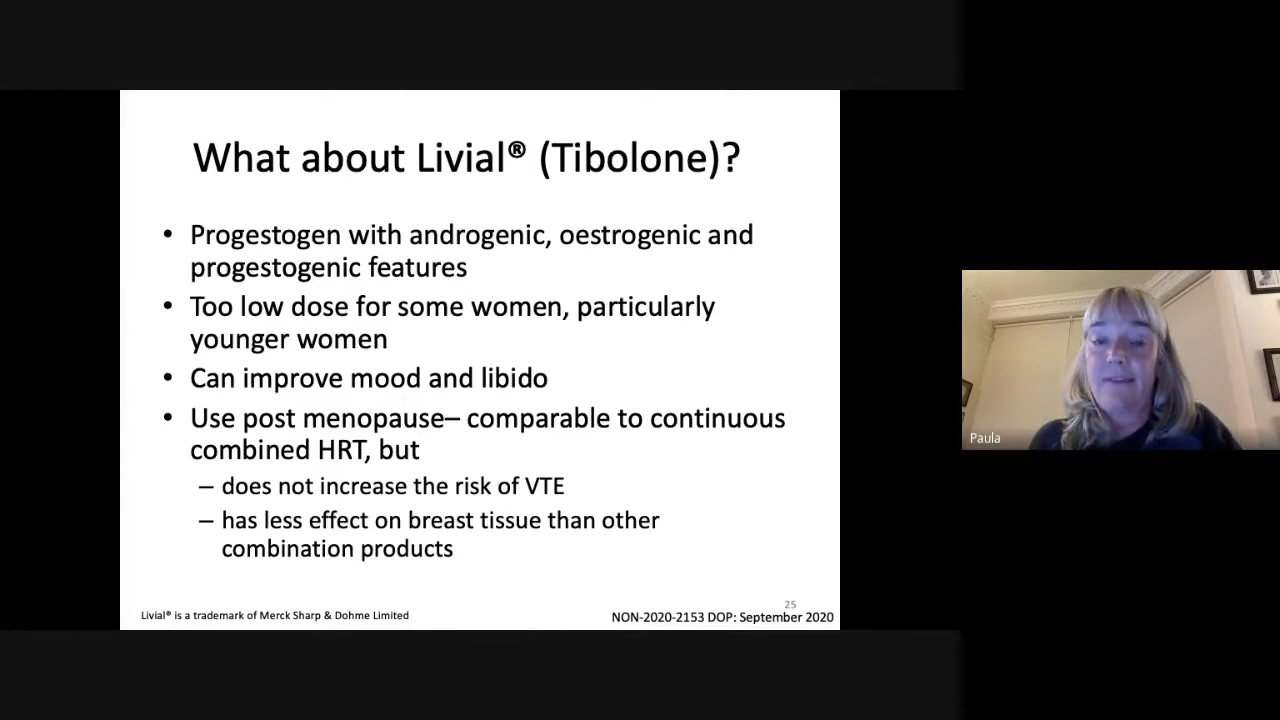 What about Livial® (Tibolone)?
• Progestogen with androgenic, oestrogenic and
progestogenic features
• Too low dose for some women, particularly
younger women
• Can improve mood and libido
• Use post menopause– comparable to continuous
combined HRT, but
– does not increase the risk of VTE
– has less effect on breast tissue than other
combination products
25
Livial® is a trademark of Merck Sharp & Dohme Limited
NON-2020-2153 DOP: September 2020
Paula